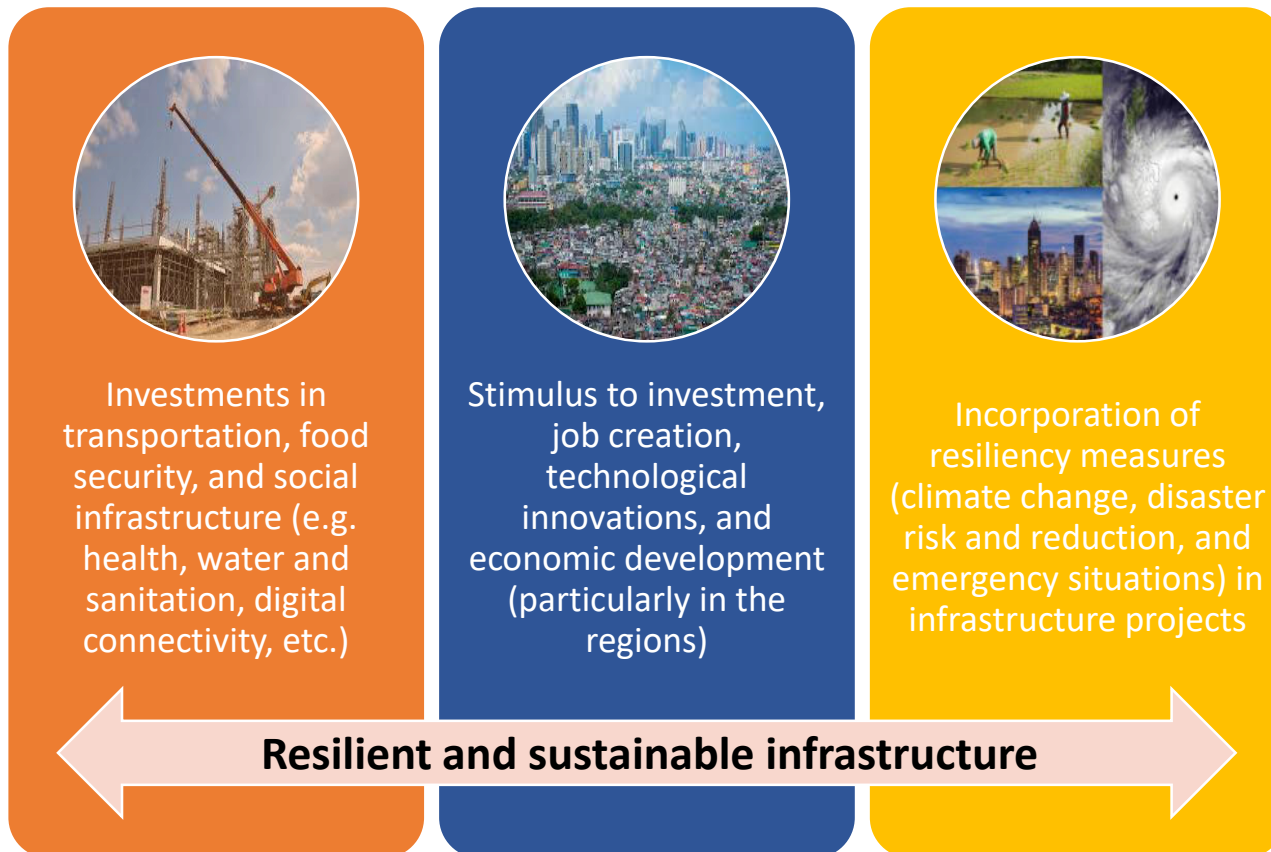 Investments in
transportation, food
security, and social
infrastructure (e.g.
health, water and
sanitation, digital
connectivity, etc.)
Stimulus to investment,
job creation,
technological
innovations, and
economic development
(particularly in the
regions)
Incorporation of
resiliency measures
(climate change, disaster
risk and reduction, and
emergency situations) in
infrastructure projects
Resilient and sustainable infrastructure